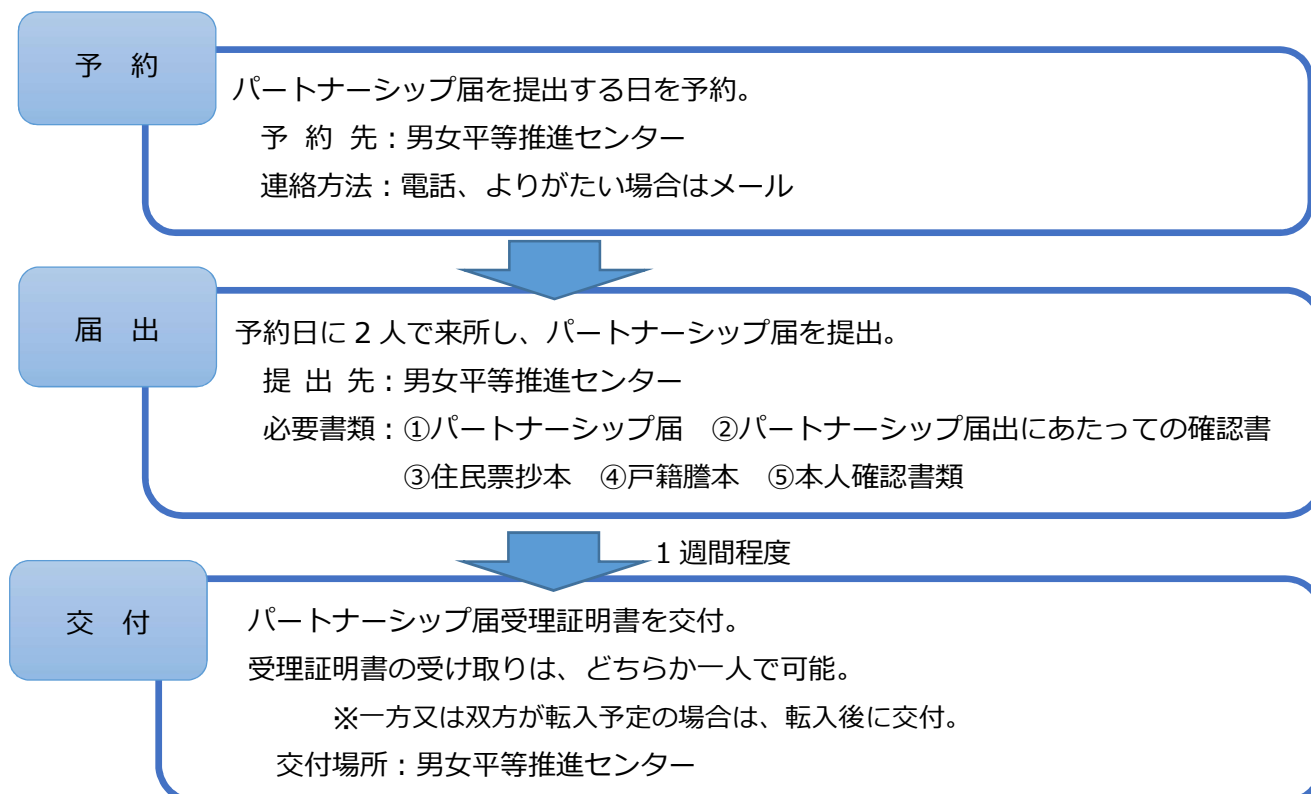 予 約
パートナーシップ届を提出する日を予約。
予 約 先：男女平等推進センター
連絡方法：電話、よりがたい場合はメール
届 出
予約日に 2 人で来所し、パートナーシップ届を提出。
提 出 先：男女平等推進センター
必要書類：①パートナーシップ届 ②パートナーシップ届出にあたっての確認書
③住民票抄本 ④戸籍謄本 ⑤本人確認書類
1 週間程度
交 付
パートナーシップ届受理証明書を交付。
受理証明書の受け取りは、どちらか一人で可能。
※一方又は双方が転入予定の場合は、転入後に交付。
交付場所：男女平等推進センター